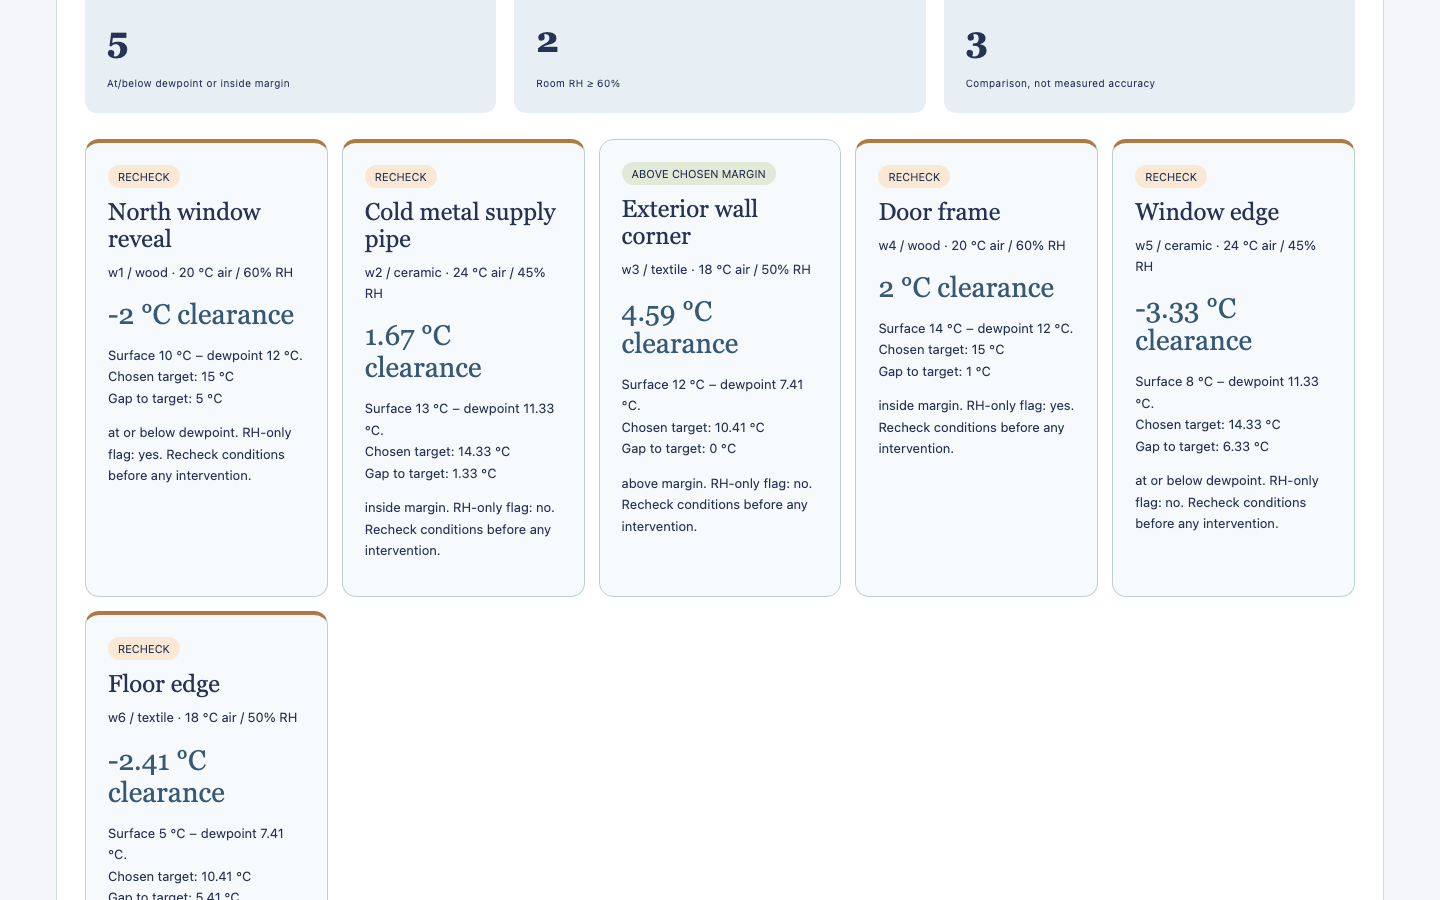 5
At/below dewpoint or inside margin
2
Room RH ≥ 60%
3
Comparison, not measured accuracy
RECHECK
North window
reveal
w1 / wood · 20 °C air / 60% RH
-2 °C clearance
Surface 10 °C – dewpoint 12 °C.
Chosen target: 15 °C
Gap to target: 5 °C
at or below dewpoint. RH-only
flag: yes. Recheck conditions
before any intervention.
RECHECK
Cold metal supply
pipe
w2 / ceramic · 24 °C air / 45%
RH
1.67 °C
clearance
Surface 13 °C – dewpoint 11.33
°C.
Chosen target: 14.33 °C
Gap to target: 1.33 °C
inside margin. RH-only flag: no.
Recheck conditions before any
intervention.
ABOVE CHOSEN MARGIN
Exterior wall
corner
w3 / textile · 18 °C air / 50% RH
4.59 °C
clearance
Surface 12 °C – dewpoint 7.41
°C.
Chosen target: 10.41 °C
Gap to target: 0 °C
above margin. RH-only flag: no.
Recheck conditions before any
intervention.
RECHECK
Door frame
w4 / wood · 20 °C air / 60% RH
2 °C clearance
Surface 14 °C – dewpoint 12 °C.
Chosen target: 15 °C
Gap to target: 1 °C
inside margin. RH-only flag: yes.
Recheck conditions before any
intervention.
RECHECK
Window edge
w5 / ceramic · 24 °C air / 45%
RH
-3.33 °C
clearance
Surface 8 °C – dewpoint 11.33
°C.
Chosen target: 14.33 °C
Gap to target: 6.33 °C
at or below dewpoint. RH-only
flag: no. Recheck conditions
before any intervention.
RECHECK
Floor edge
w6 / textile · 18 °C air / 50% RH
-2.41 °C
clearance
Surface 5 °C – dewpoint 7.41
°C.
Chosen target: 10.41 °C
Gap to target: 5.41 °C